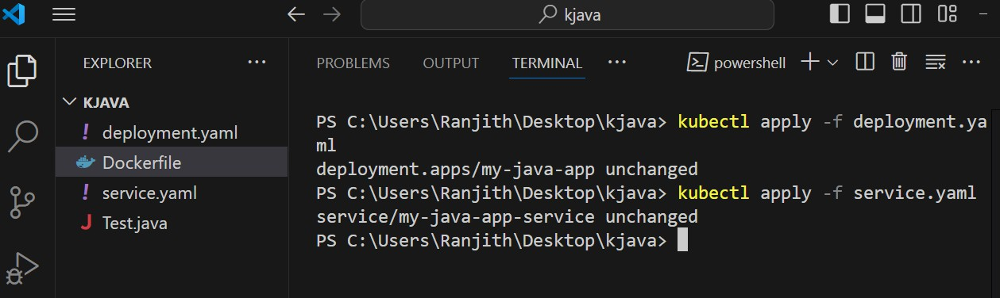 kjava
EXPLORER
PROBLEMS OUTPUT TERMINAL powershell
KJAVA
deployment.yaml
Dockerfile
service.yaml
Test.java
PS C:\Users\Ranjith\Desktop\kjava> kubectl apply -f deployment.ya
ml
deployment.apps/my-java-app unchanged
PS C:\Users\Ranjith\Desktop\kjava> kubectl apply -f service.yaml
service/my-java-app-service unchanged
PS C:\Users\Ranjith\Desktop\kjava>